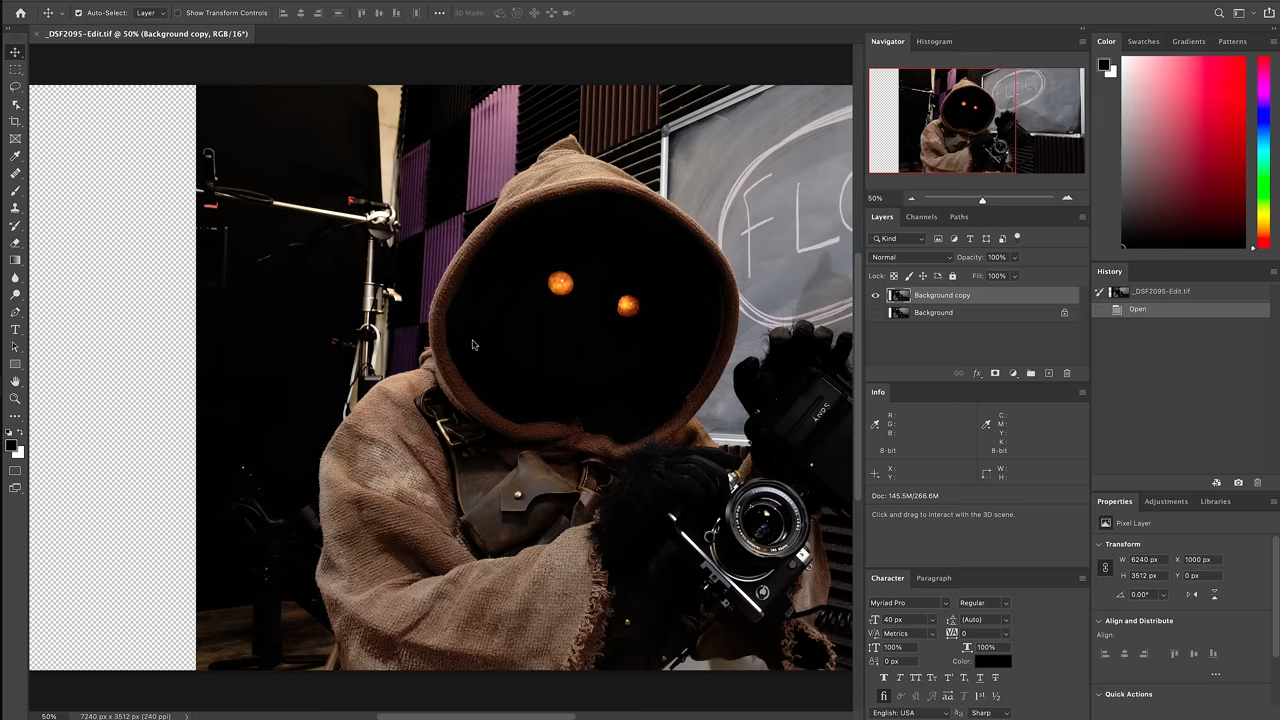 Auto-Select:
Layer
Show Transform Controls
3D Mode:
_DSF2095-Edit.tif @ 50% (Background copy, RGB/16*)
FLO
SONY
50%
7240 px x 3512 px (240 ppi)
Navigator
Histogram
50%
Layers
Channels
Paths
Kind
Normal
Opacity: 100%
Lock:
Fill: 100%
Background copy
Background
fx
Info
R:
G:
B:
8-bit
C:
M:
Y:
K:
8-bit
X:
Y:
W:
H:
Doc: 145.5M/266.6M
Click and drag to interact with the 3D scene.
Character
Paragraph
Myriad Pro
Regular
40 px
(Auto)
Metrics
0
100%
100%
0 px
Color:
English: USA
Sharp
Color
Swatches
Gradients
Patterns
History
_DSF2095-Edit.tif
Open
Properties
Adjustments
Libraries
Pixel Layer
Transform
W 6240 px
X 1000 px
H 3512 px
Y 0 px
0.00°
Align and Distribute
Align:
Quick Actions